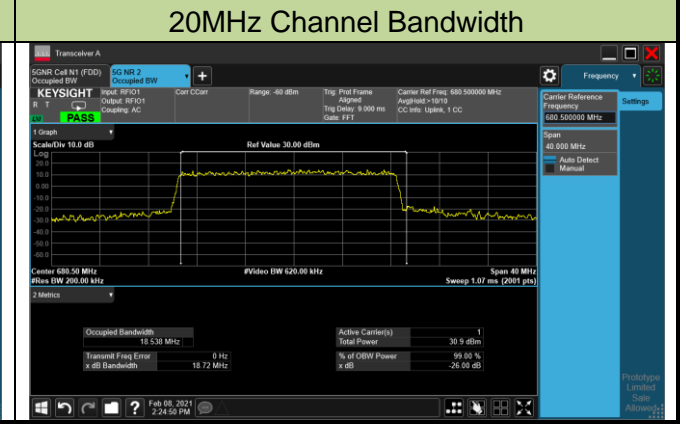 20MHz Channel Bandwidth
Transceiver A
5GNR Cell N1 (FDD)
Occupied BW
5G NR 2
Occupied BW
Frequency
KEYSIGHT
R T
PASS
Input: RFIO1
Output: RFIO1
Coupling: AC
Corr CCorr
Range: -60 dBm
Trig: Prot Frame
Aligned
Trig Delay: 9.000 ms
Gate: FFT
Carrier Ref Freq: 680.500000 MHz
Avg|Hold:>10/10
CC Info: Uplink, 1 CC
Carrier Reference
Frequency
680.500000 MHz
Settings
Span
40.000 MHz
Auto Detect
Manual
1 Graph
Scale/Div 10.0 dB
Ref Value 30.00 dBm
Log
20.0
10.0
0.00
-10.0
-20.0
-30.0
-40.0
-50.0
-60.0
Center 680.50 MHz
#Video BW 620.00 kHz
Span 40 MHz
#Res BW 200.00 kHz
Sweep 1.07 ms (2001 pts)
2 Metrics
Occupied Bandwidth
18.538 MHz
Transmit Freq Error 0 Hz
x dB Bandwidth 18.72 MHz
Active Carrier(s) 1
Total Power 30.9 dBm
% of OBW Power 99.00 %
x dB -26.00 dB
Feb 08, 2021
2:24:50 PM
Prototype
Limited
Sale
Allowed